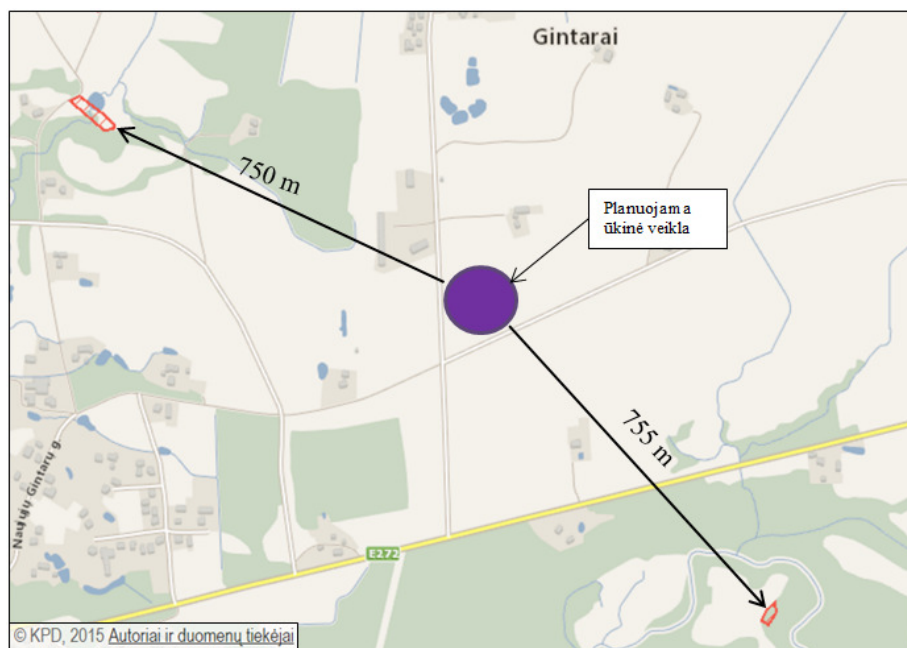 Gintarai
750 m
Planuojama
ūkinė veikla
755 m
Naujųjų Gintarų g
E272
© KPD, 2015 Autoriai ir duomenų tiekėjai